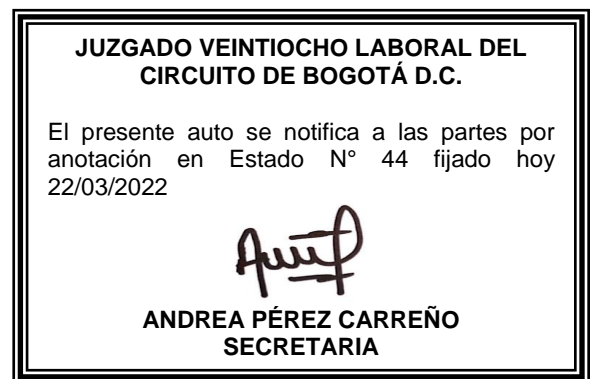 JUZGADO VEINTIOCHO LABORAL DEL
CIRCUITO DE BOGOTÁ D.C.
El presente auto se notifica a las partes por
anotación en Estado N° 44 fijado hoy
22/03/2022
ANDREA PÉREZ CARREÑO
SECRETARIA